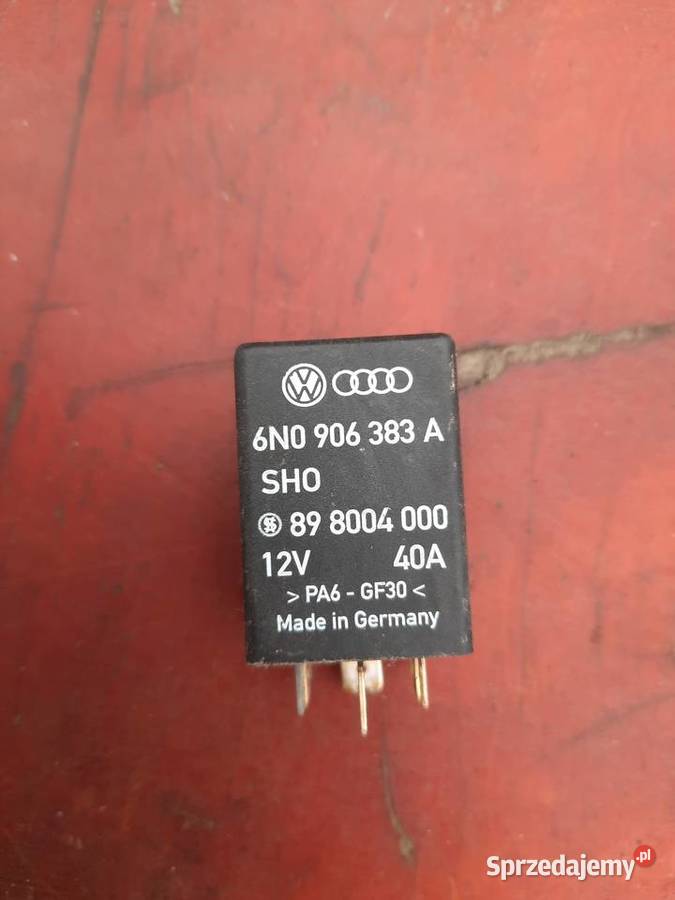 6N0 906 383 A
SHO
89 8004 000
12V 40A
> PA6 - GF30 <
Made in Germany
Sprzedajemy.pl